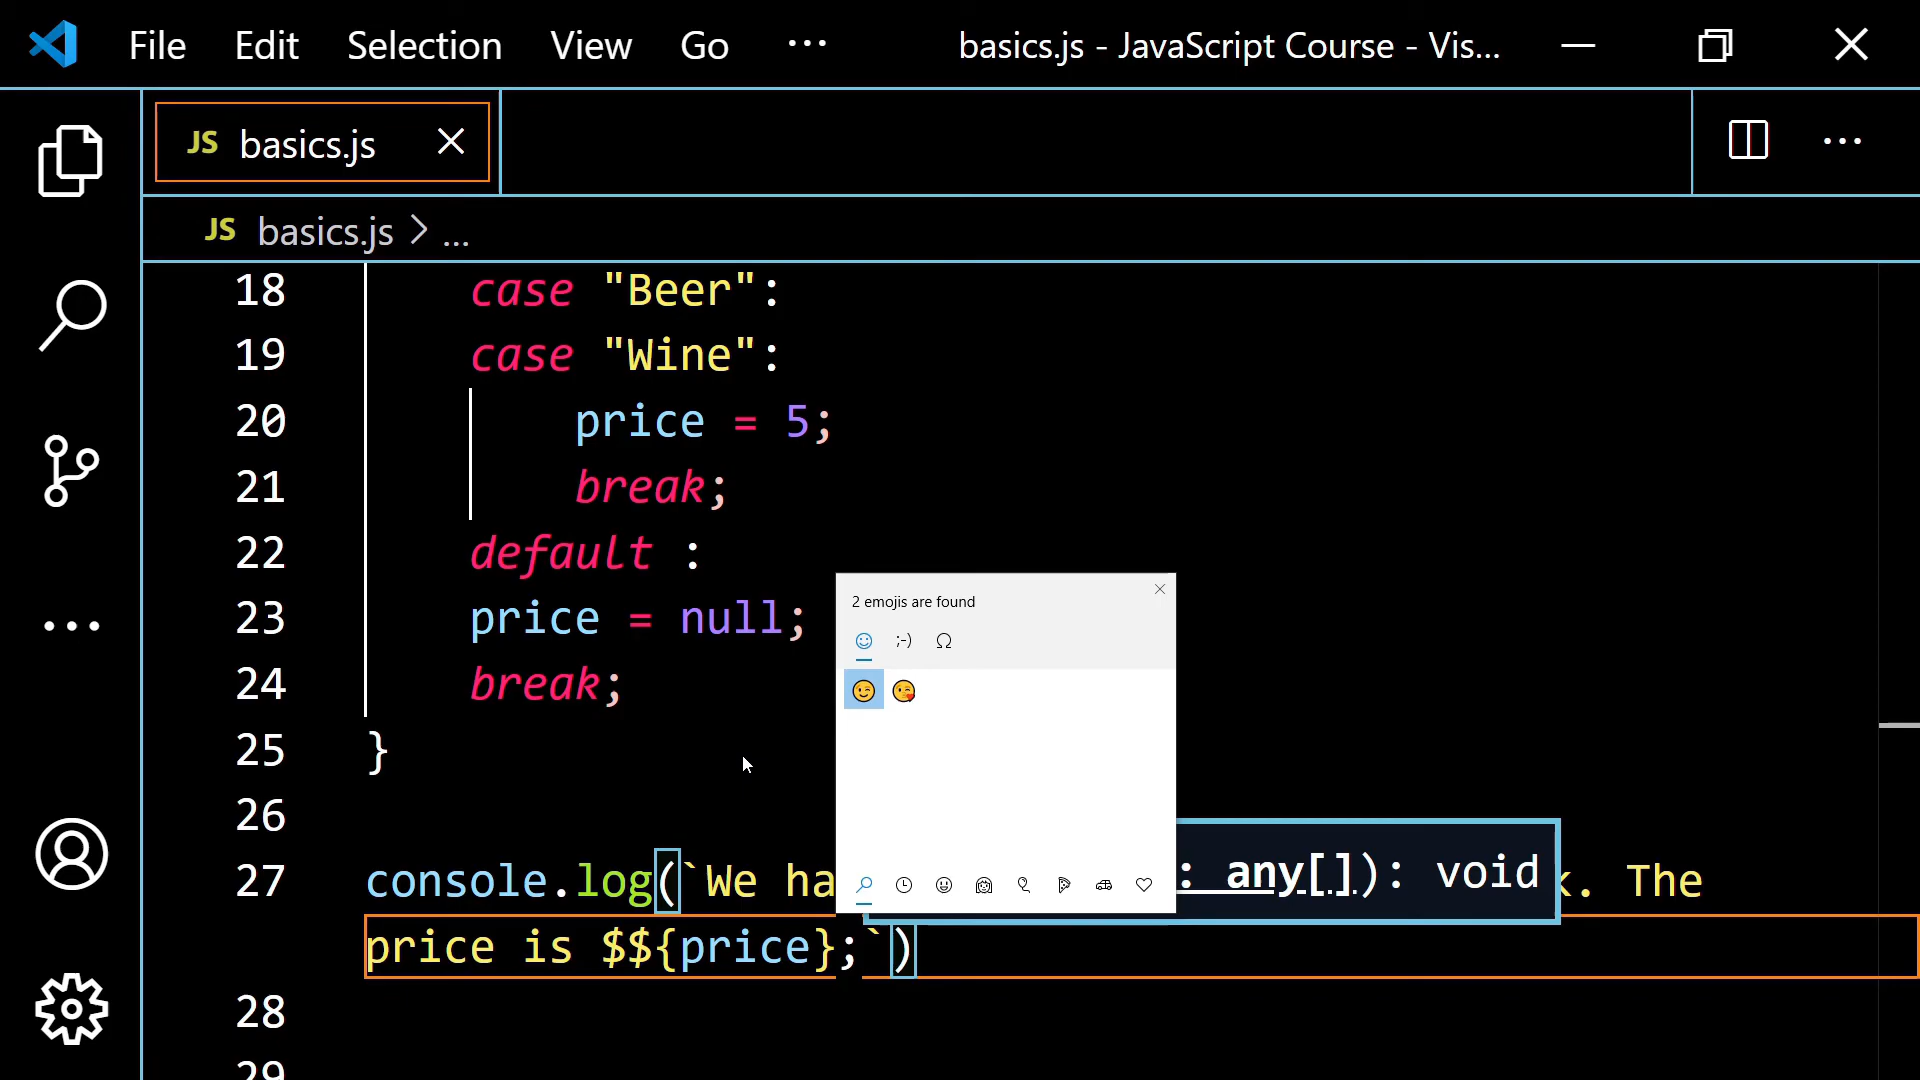 File Edit Selection View Go ... basics.js - JavaScript Course - Vis...
JS basics.js
JS basics.js > ...
18 case "Beer":
19 case "Wine":
20 price = 5;
21 break;
22 default :
23 price = null;
24 break;
25 }
26
27 console.log(`We ha k. The
price is $${price};`)
28
29
2 emojis are found
;-) Ω
: any[]): void